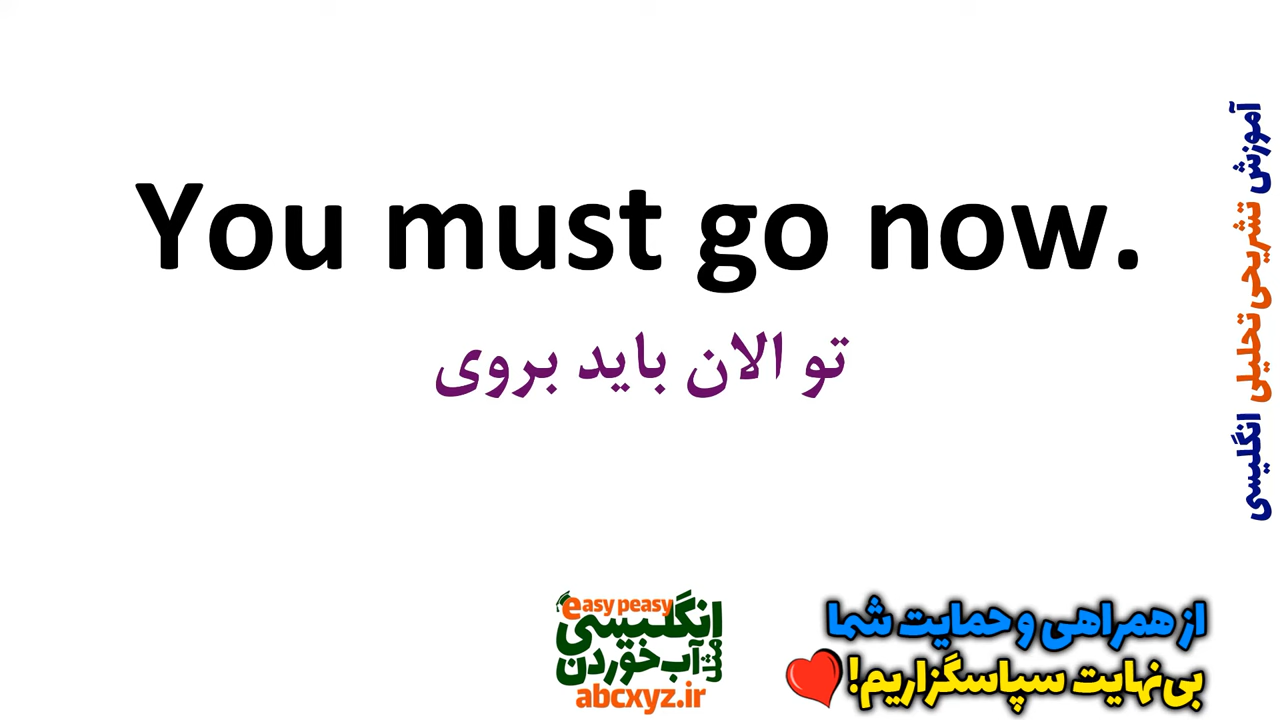 You must go now.
تو الان باید بروی
آموزش تشریحی تحلیلی انگلیسی
easy peasy
انگلیسی
مثل
آب خوردن
abcxyz.ir
از همراهی و حمایت شما
بی‌نهایت سپاسگزاریم!